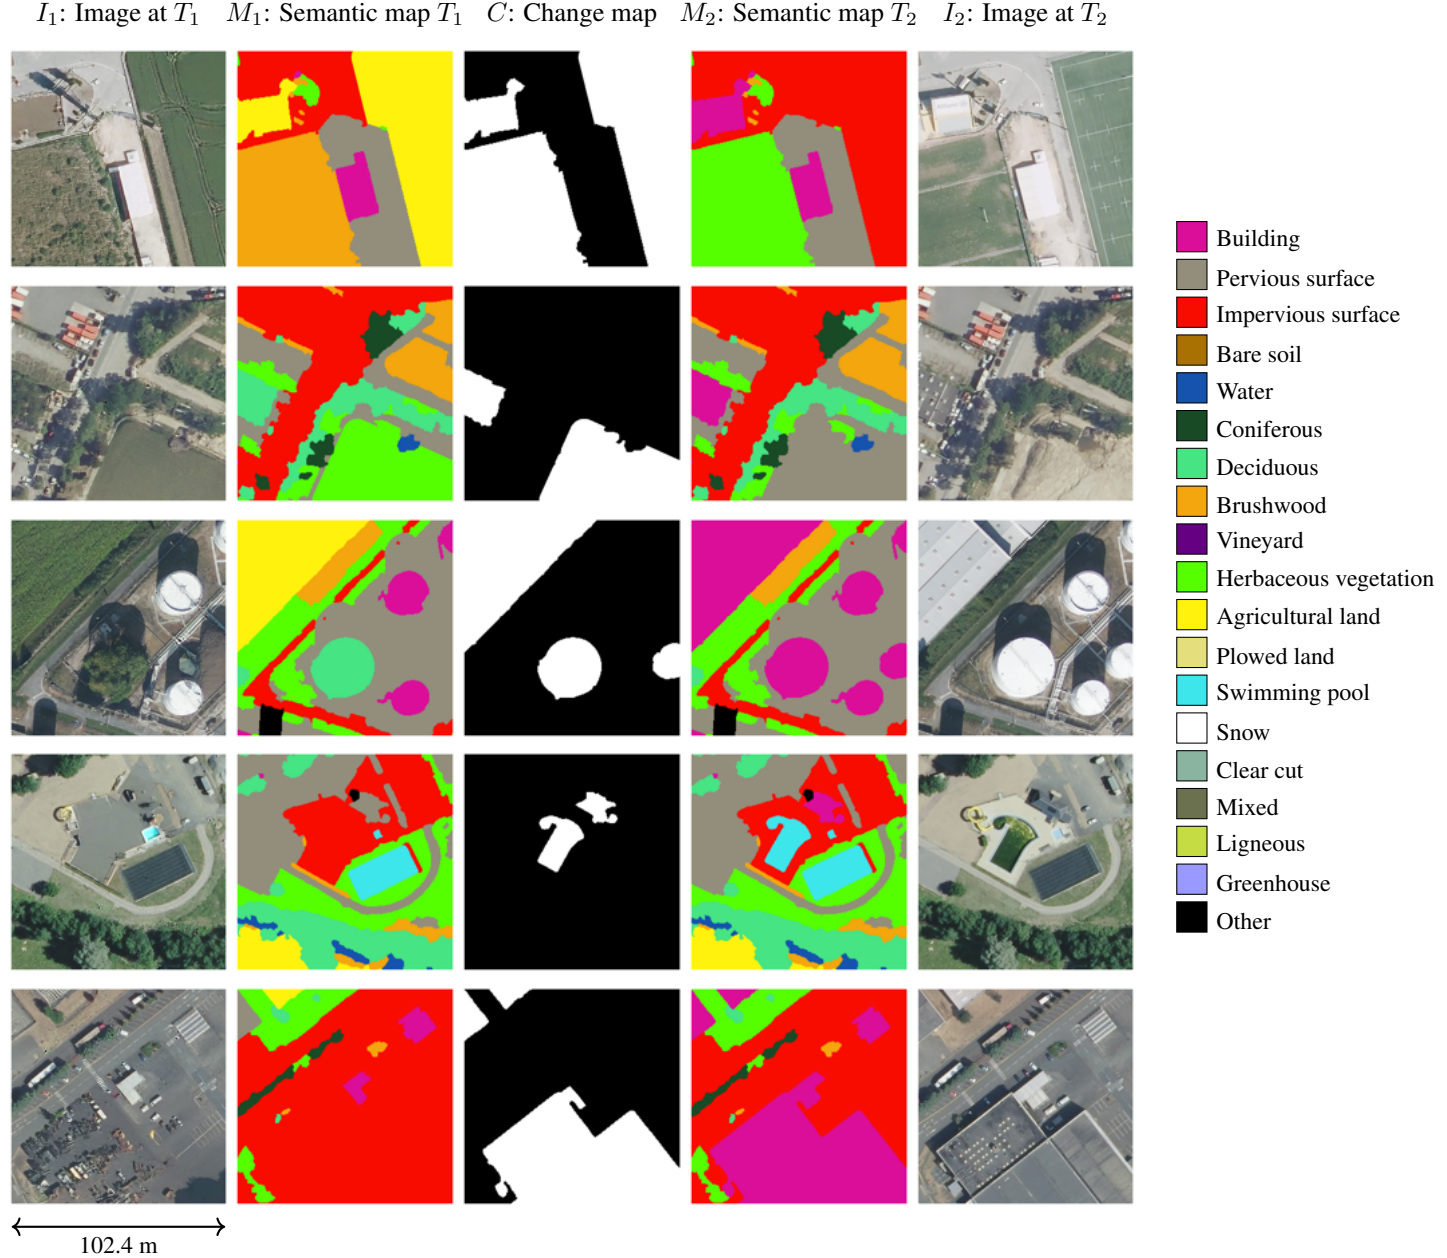 I1: Image at T1
M1: Semantic map T1
C: Change map
M2: Semantic map T2
I2: Image at T2
Building
Pervious surface
Impervious surface
Bare soil
Water
Coniferous
Deciduous
Brushwood
Vineyard
Herbaceous vegetation
Agricultural land
Plowed land
Swimming pool
Snow
Clear cut
Mixed
Ligneous
Greenhouse
Other
102.4 m